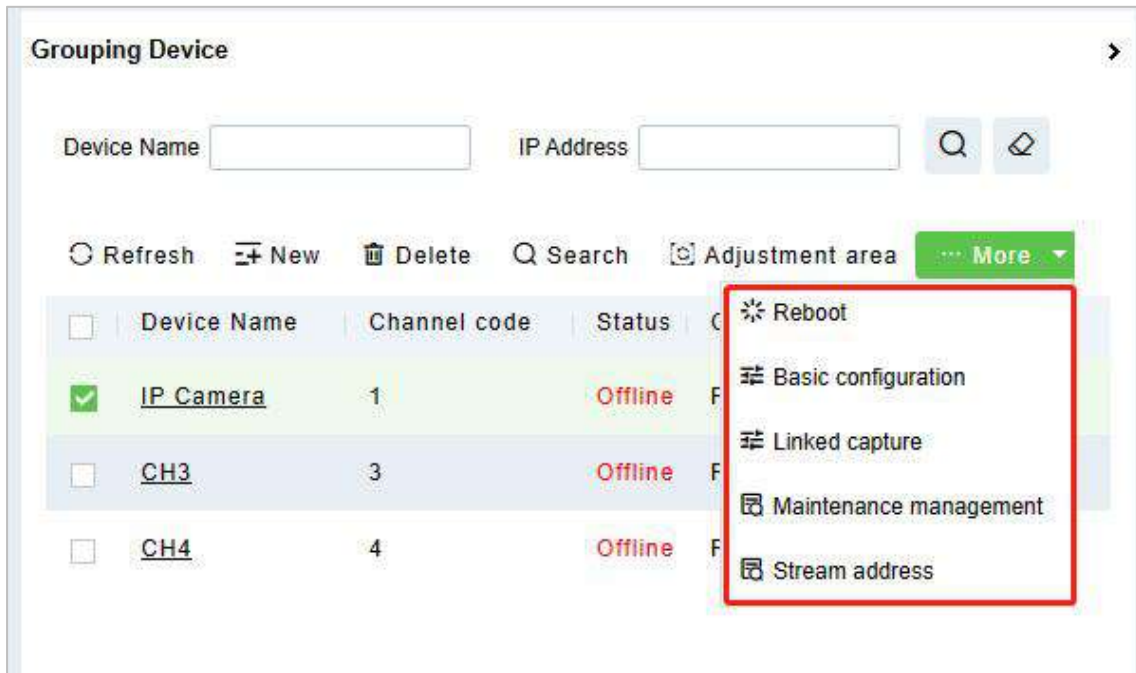 Grouping Device
Device Name IP Address
Refresh New Delete Search Adjustment area ··· More
Device Name Channel code Status
Reboot
Basic configuration
IP Camera 1 Offline
Linked capture
CH3 3 Offline
Maintenance management
CH4 4 Offline
Stream address